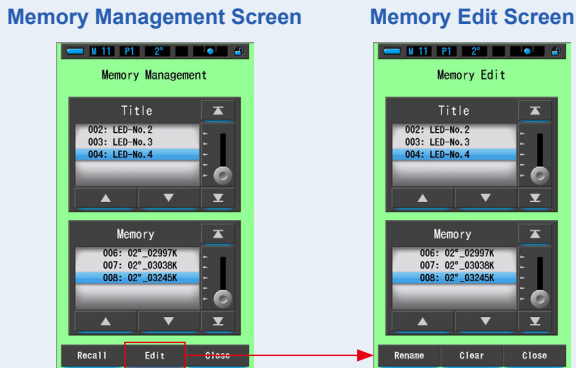 Memory Management Screen
M 11 P1 2°
Memory Management
Title
002: LED-No.2
003: LED-No.3
004: LED-No.4
Memory
006: 02°_02997K
007: 02°_03038K
008: 02°_03245K
Recall Edit Close
Memory Edit Screen
M 11 P1 2°
Memory Edit
Title
002: LED-No.2
003: LED-No.3
004: LED-No.4
Memory
006: 02°_02997K
007: 02°_03038K
008: 02°_03245K
Rename Clear Close